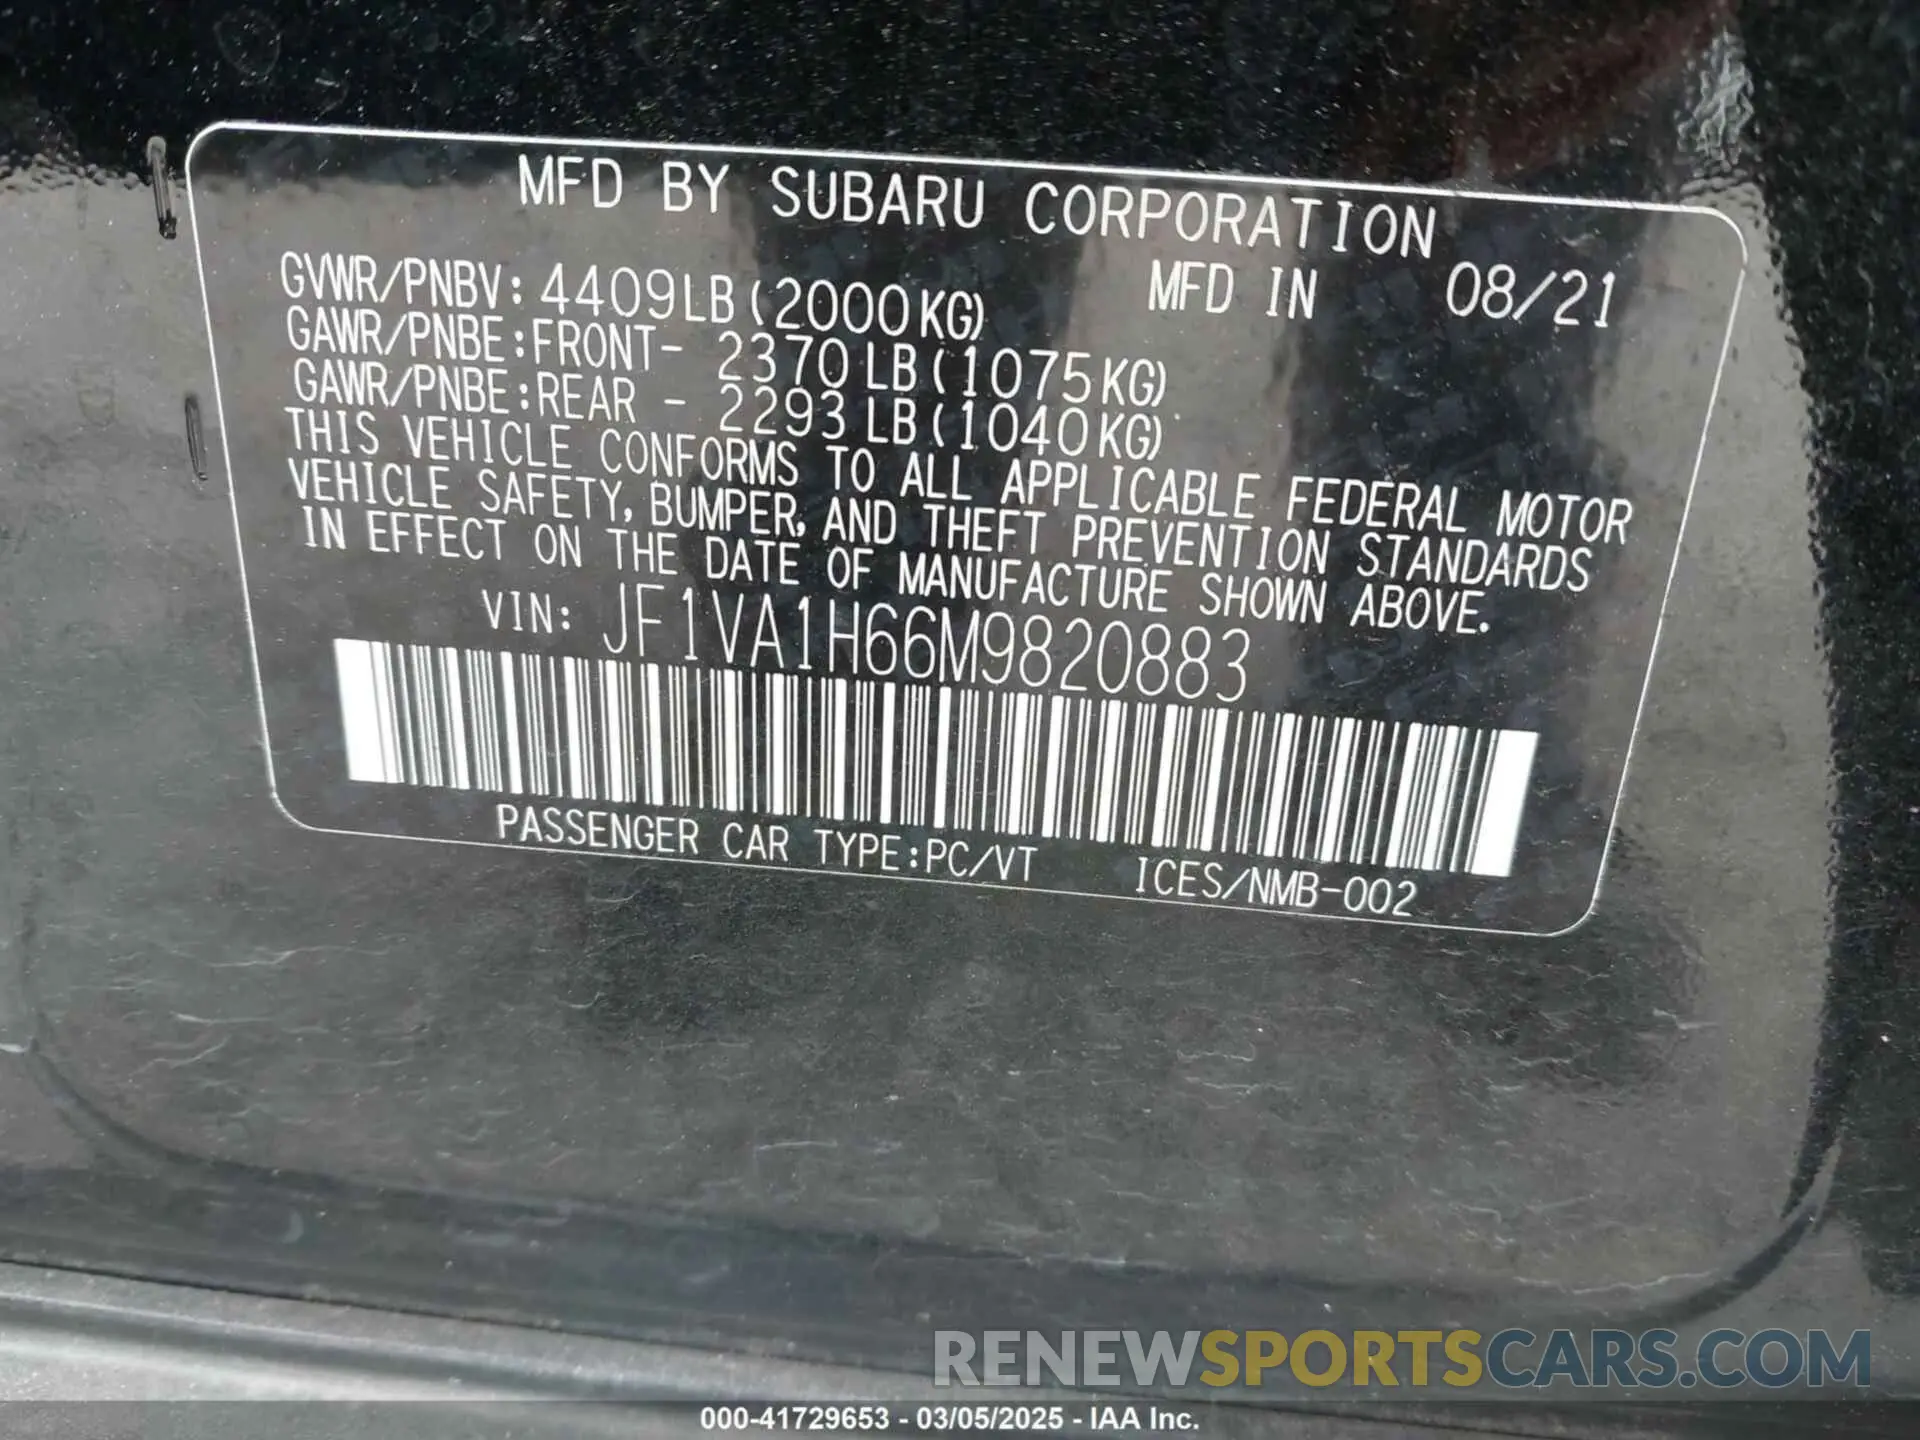 MFD BY SUBARU CORPORATION
GVWR/PNBV: 4409LB (2000KG) MFD IN 08/21
GAWR/PNBE:FRONT- 2370LB (1075KG)
GAWR/PNBE:REAR - 2293LB (1040KG)
THIS VEHICLE CONFORMS TO ALL APPLICABLE FEDERAL MOTOR
VEHICLE SAFETY, BUMPER, AND THEFT PREVENTION STANDARDS
IN EFFECT ON THE DATE OF MANUFACTURE SHOWN ABOVE.
VIN: JF1VA1H66M9820883
PASSENGER CAR TYPE:PC/VT ICES/NMB-002
RENEWSPORTSCARS.COM
000-41729653 - 03/05/2025 - IAA Inc.